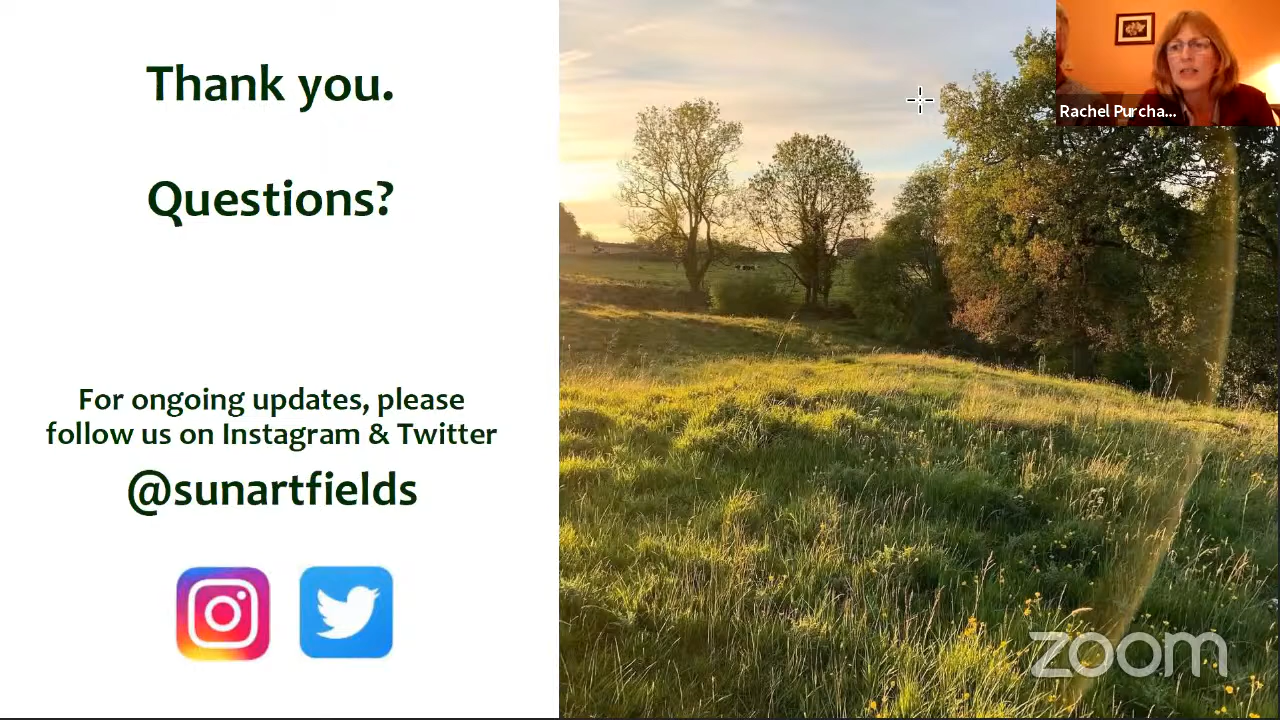 Thank you.
Questions?
For ongoing updates, please
follow us on Instagram & Twitter
@sunartfields
Rachel Purcha...
zoom